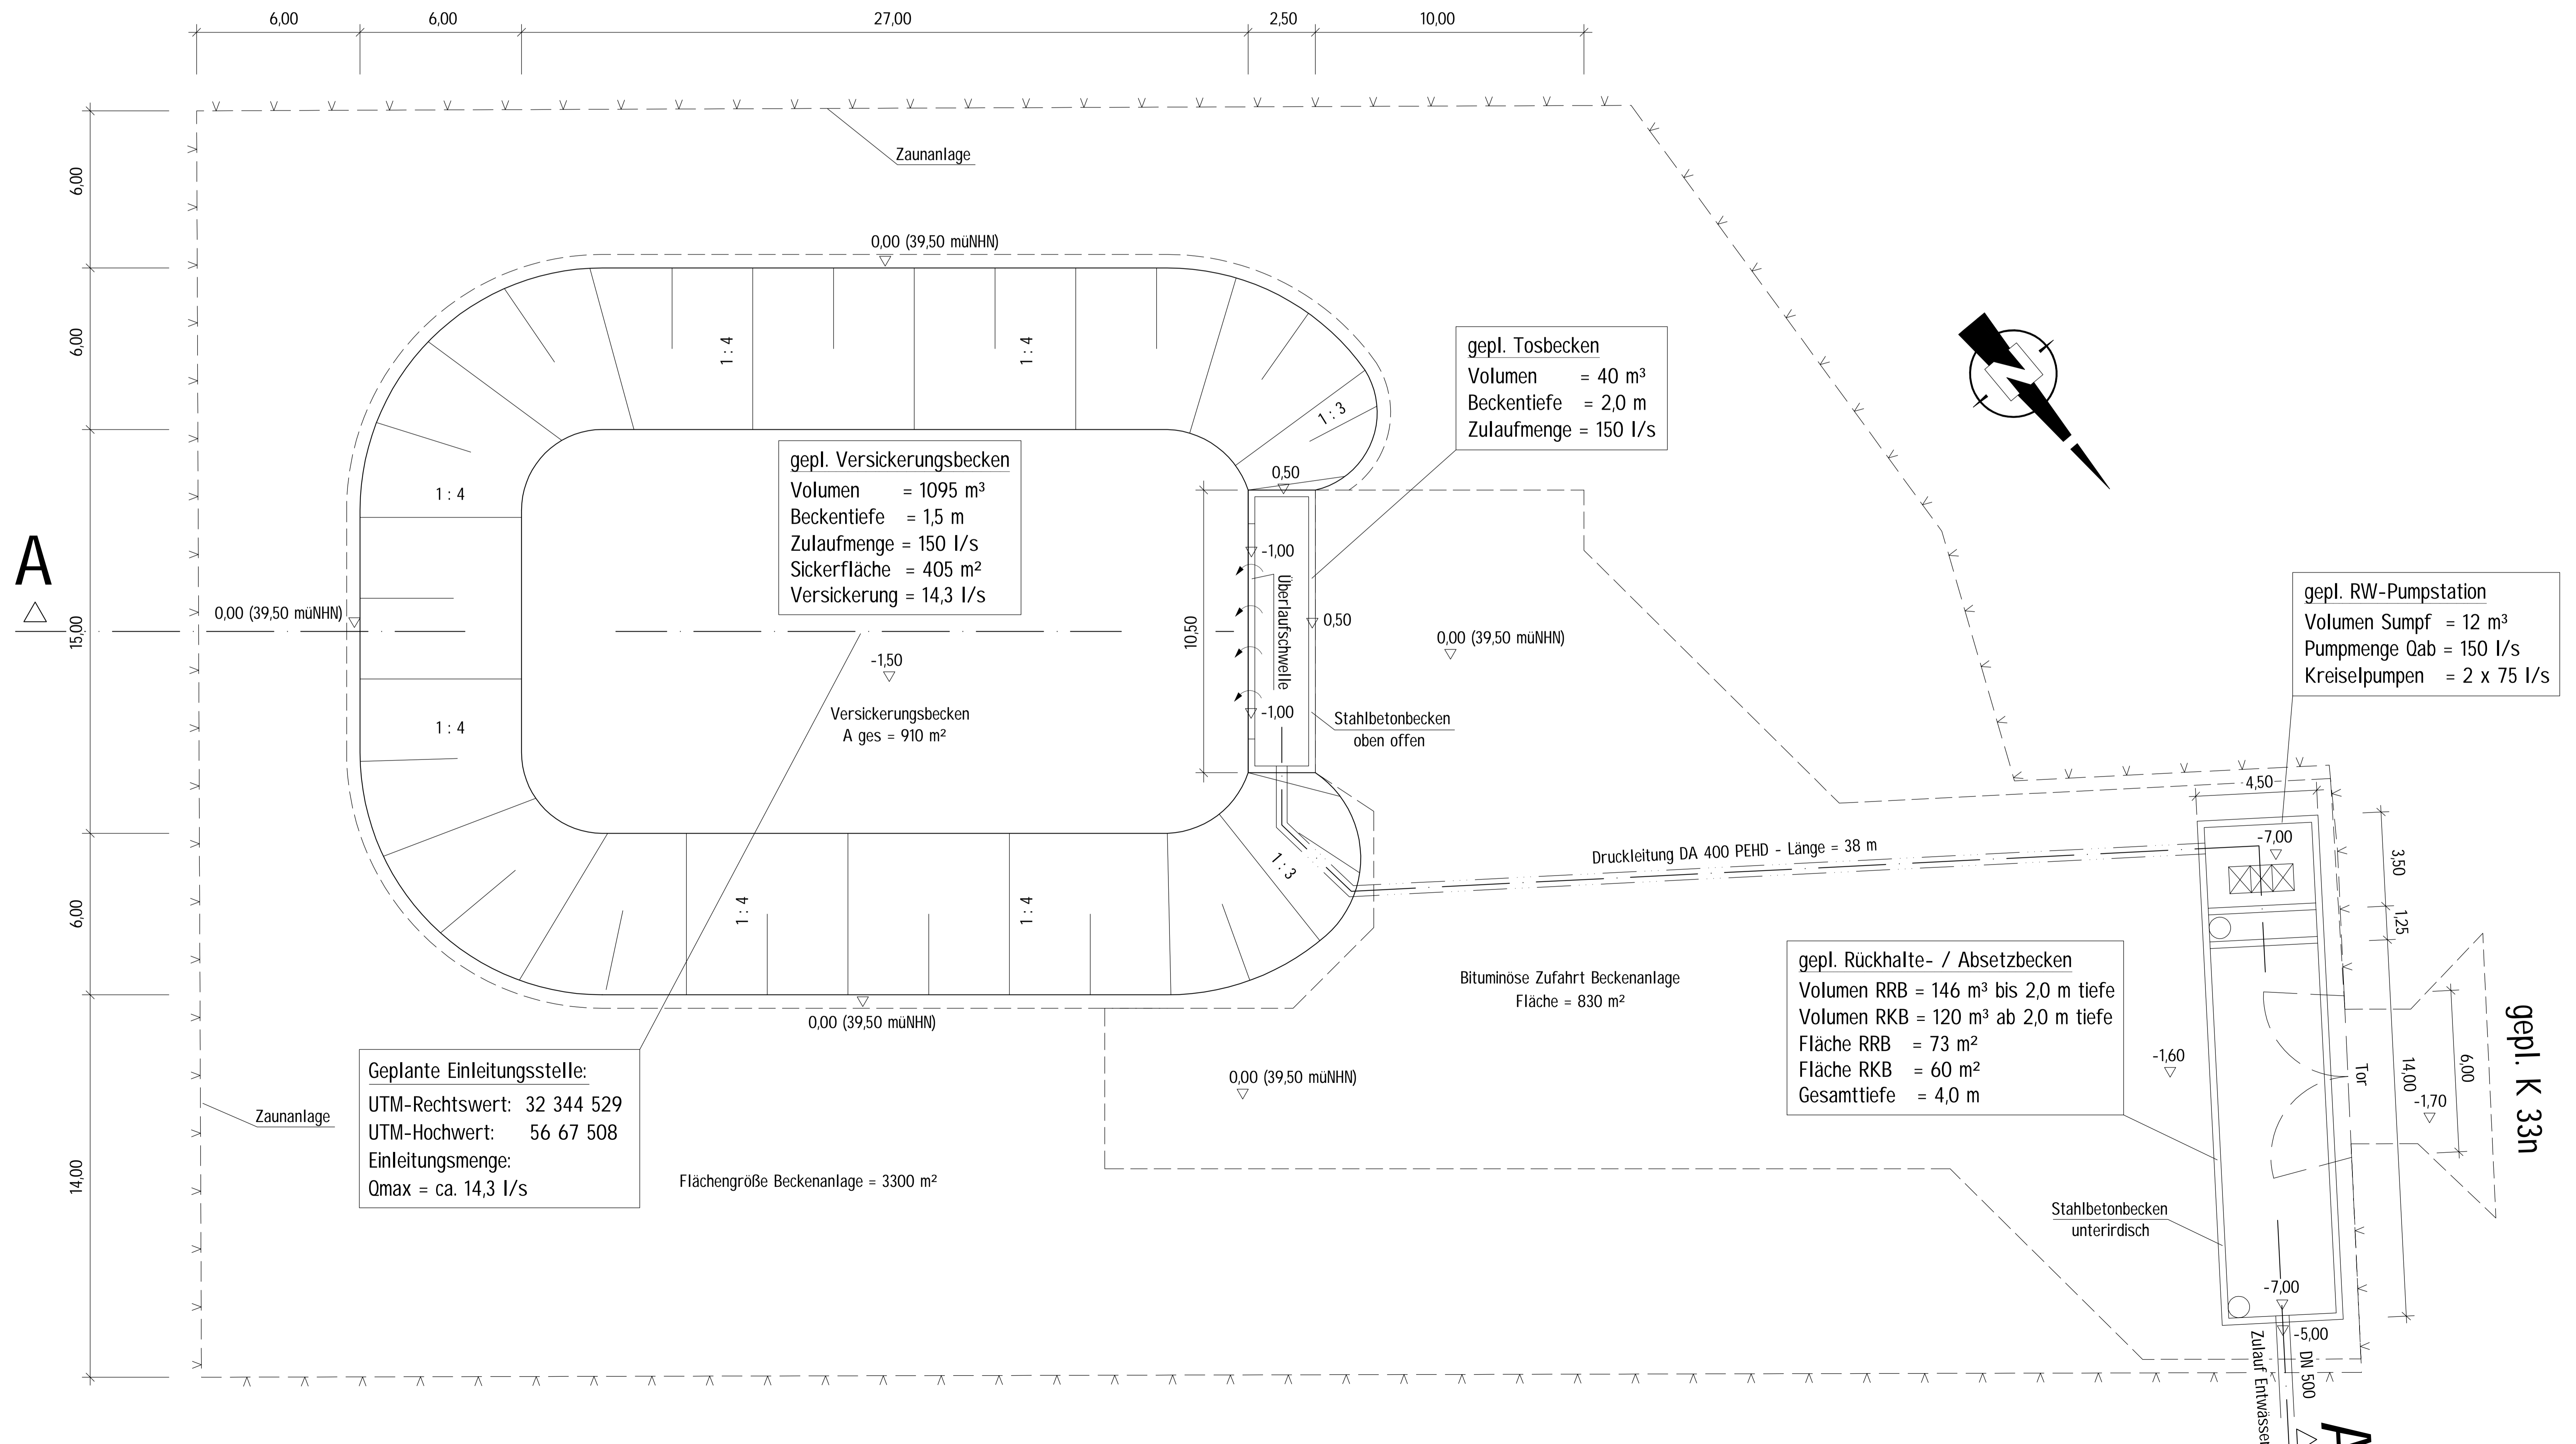 6,00
6,00
27,00
2,50
10,00
6,00
6,00
15,00
6,00
14,00
Zaunanlage
0,00 (39,50 müNHN)
1 : 4
1 : 4
1 : 3
1 : 4
1 : 4
1 : 4
1 : 4
1 : 3
gepl. Versickerungsbecken
Volumen = 1095 m³
Beckentiefe = 1,5 m
Zulaufmenge = 150 l/s
Sickerfläche = 405 m²
Versickerung = 14,3 l/s
gepl. Tosbecken
Volumen = 40 m³
Beckentiefe = 2,0 m
Zulaufmenge = 150 l/s
A
0,00 (39,50 müNHN)
-1,50
Versickerungsbecken
A ges = 910 m²
0,50
-1,00
Überlaufschwelle
-1,00
10,50
0,50
0,00 (39,50 müNHN)
Stahlbetonbecken
oben offen
gepl. RW-Pumpstation
Volumen Sumpf = 12 m³
Pumpmenge Qab = 150 l/s
Kreiselpumpen = 2 x 75 l/s
4,50
-7,00
3,50
1,25
Druckleitung DA 400 PEHD - Länge = 38 m
gepl. Rückhalte- / Absetzbecken
Volumen RRB = 146 m³ bis 2,0 m tiefe
Volumen RKB = 120 m³ ab 2,0 m tiefe
Fläche RRB = 73 m²
Fläche RKB = 60 m²
Gesamttiefe = 4,0 m
Bituminöse Zufahrt Beckenanlage
Fläche = 830 m²
0,00 (39,50 müNHN)
0,00 (39,50 müNHN)
Geplante Einleitungsstelle:
UTM-Rechtswert: 32 344 529
UTM-Hochwert: 56 67 508
Einleitungsmenge:
Qmax = ca. 14,3 l/s
Zaunanlage
Flächengröße Beckenanlage = 3300 m²
-1,60
Tor
14,00
6,00
-1,70
gepl. K 33n
Stahlbetonbecken
unterirdisch
-7,00
-5,00
DN 500
Zulauf
A